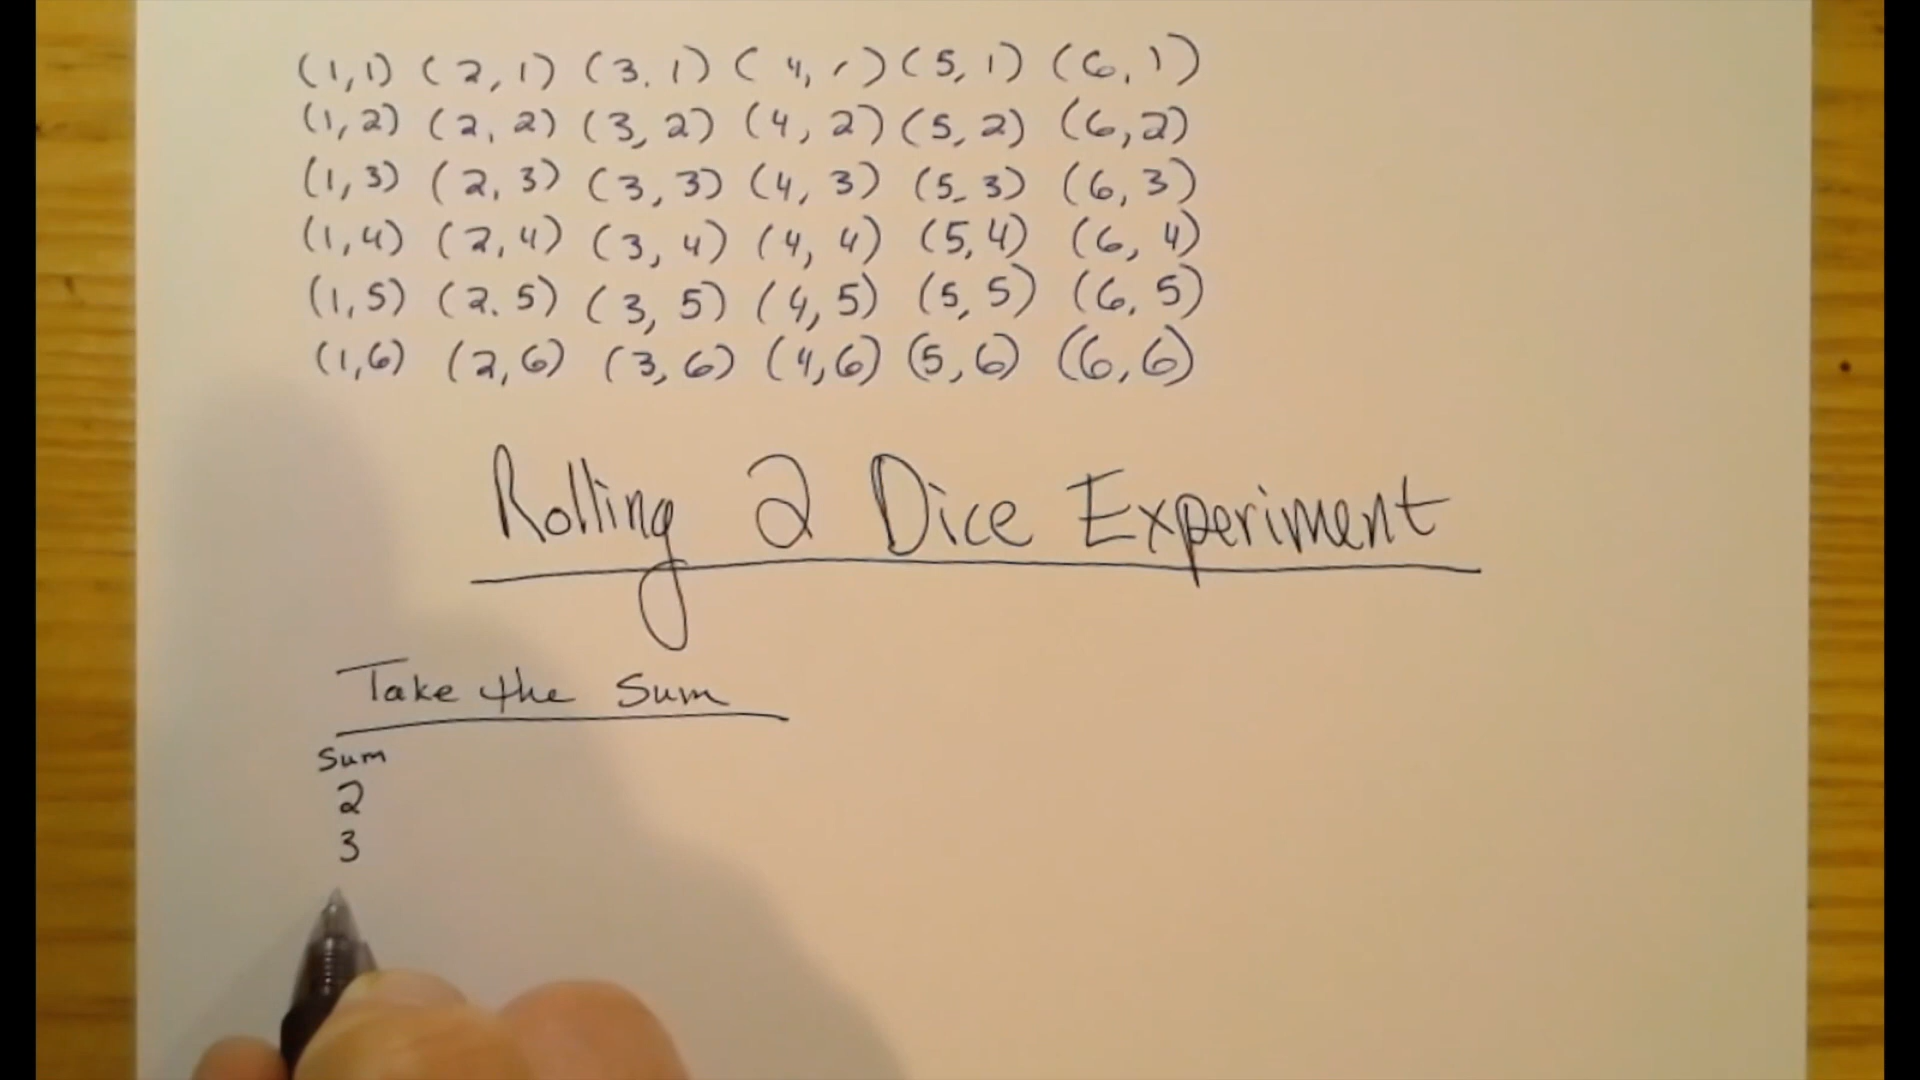 (1,1) (2,1) (3.1) (4,1) (5,1) (6,1)
(1,2) (2,2) (3,2) (4,2) (5,2) (6,2)
(1,3) (2,3) (3,3) (4,3) (5,3) (6,3)
(1,4) (2,4) (3,4) (4,4) (5,4) (6,4)
(1,5) (2.5) (3,5) (4,5) (5,5) (6,5)
(1,6) (2,6) (3,6) (4,6) (5,6) (6,6)
Rolling 2 Dice Experiment
Take the Sum
Sum
2
3